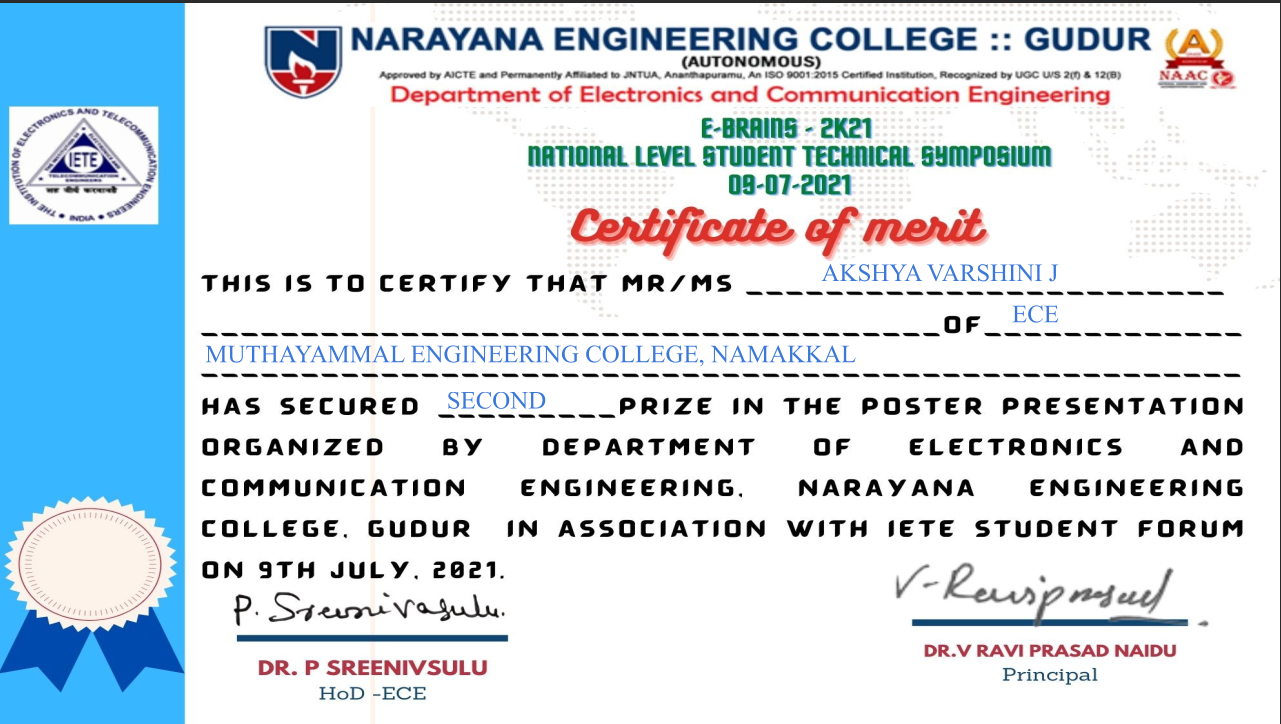 NARAYANA ENGINEERING COLLEGE :: GUDUR
(AUTONOMOUS)
Approved by AICTE and Permanently Affiliated to JNTUA, Ananthapuramu, An ISO 9001:2015 Certified Institution, Recognized by UGC U/S 2(f) & 12(B)
Department of Electronics and Communication Engineering
NAAC
THE INSTITUTION OF ELECTRONICS AND TELECOMMUNICATION ENGINEERS
IETE
INDIA
E-BRAINS - 2K21
NATIONAL LEVEL STUDENT TECHNICAL SYMPOSIUM
09-07-2021
Certificate of merit
THIS IS TO CERTIFY THAT MR/MS AKSHYA VARSHINI J
OF ECE
MUTHAYAMMAL ENGINEERING COLLEGE, NAMAKKAL
HAS SECURED SECOND PRIZE IN THE POSTER PRESENTATION
ORGANIZED BY DEPARTMENT OF ELECTRONICS AND
COMMUNICATION ENGINEERING, NARAYANA ENGINEERING
COLLEGE, GUDUR IN ASSOCIATION WITH IETE STUDENT FORUM
ON 9TH JULY, 2021.
P. Sreenivasulu.
V-Raviprasad
DR. P SREENIVSULU
HoD -ECE
DR.V RAVI PRASAD NAIDU
Principal